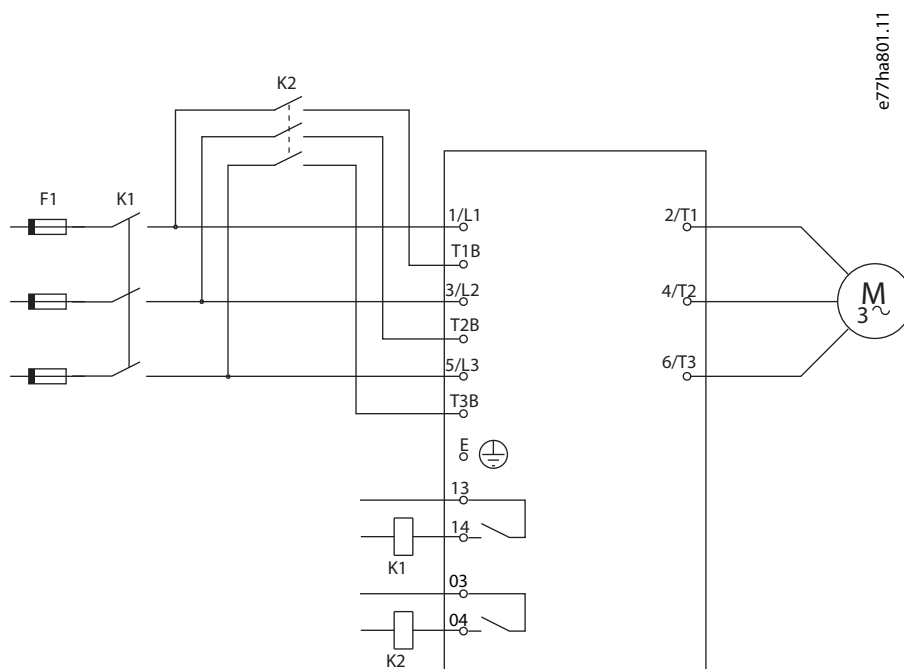 e77ha801.11
K2
F1
K1
1/L1
2/T1
T1B
3/L2
4/T2
M
3~
T2B
5/L3
6/T3
T3B
E
13
14
K1
03
04
K2